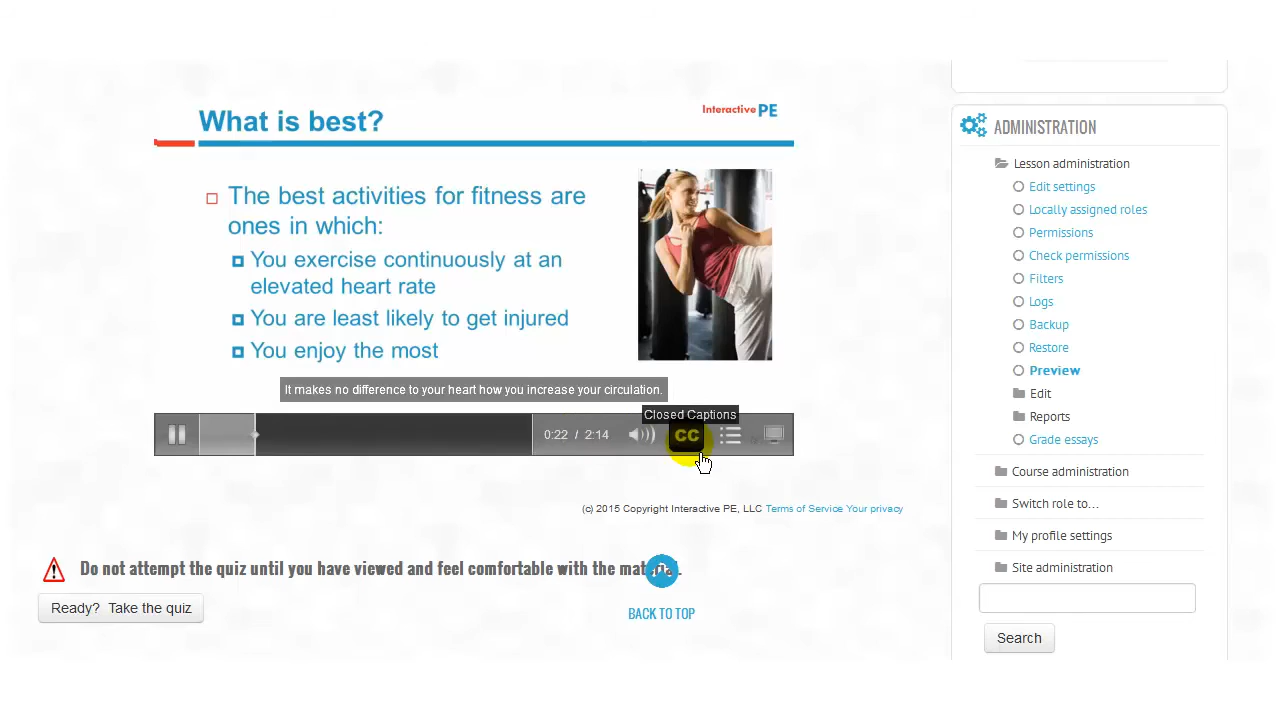 What is best?
Interactive PE
The best activities for fitness are
ones in which:
You exercise continuously at an
elevated heart rate
You are least likely to get injured
You enjoy the most
It makes no difference to your heart how you increase your circulation.
Closed Captions
0:22 / 2:14
CC
(c) 2015 Copyright Interactive PE, LLC Terms of Service Your privacy
Do not attempt the quiz until you have viewed and feel comfortable with the material.
Ready? Take the quiz
BACK TO TOP
ADMINISTRATION
Lesson administration
Edit settings
Locally assigned roles
Permissions
Check permissions
Filters
Logs
Backup
Restore
Preview
Edit
Reports
Grade essays
Course administration
Switch role to...
My profile settings
Site administration
Search